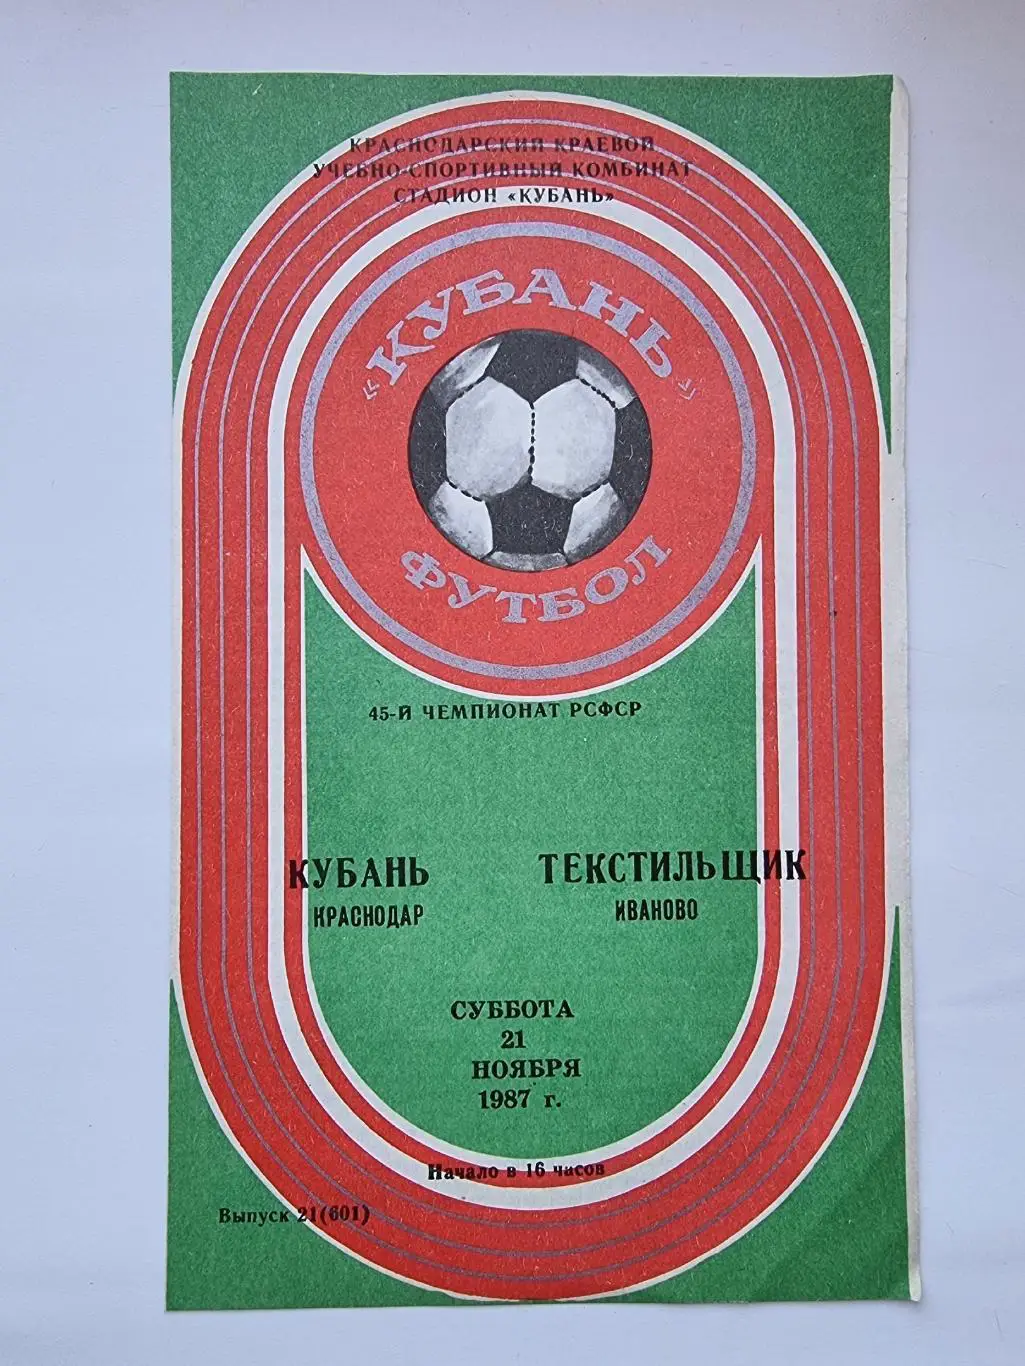 КРАСНОДАРСКИЙ КРАЕВОЙ
УЧЕБНО-СПОРТИВНЫЙ КОМБИНАТ
СТАДИОН «КУБАНЬ»
«КУБАНЬ»
ФУТБОЛ
45-Й ЧЕМПИОНАТ РСФСР
КУБАНЬ ТЕКСТИЛЬЩИК
КРАСНОДАР ИВАНОВО
СУББОТА
21
НОЯБРЯ
1987 г.
Начало в 16 часов
Выпуск 21(601)